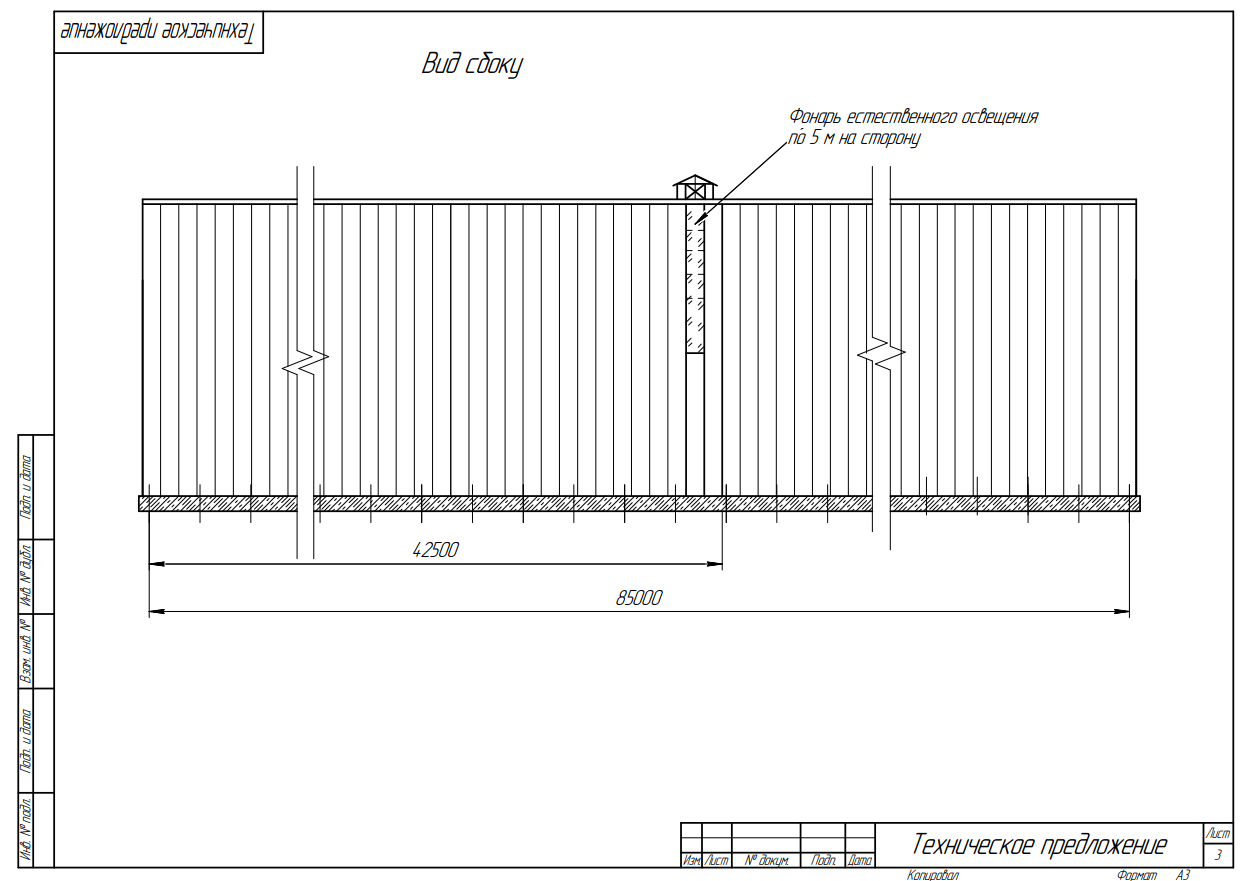 Техническое предложение
Вид сбоку
Фонарь естественного освещения
по 5 м на сторону
42500
85000
Подп. и дата
Инв. № дубл.
Взам. инв. №
Подп. и дата
Инв. № подл.
Изм. Лист № докум. Подп. Дата
Техническое предложение
Лист
3
Копировал Формат А3